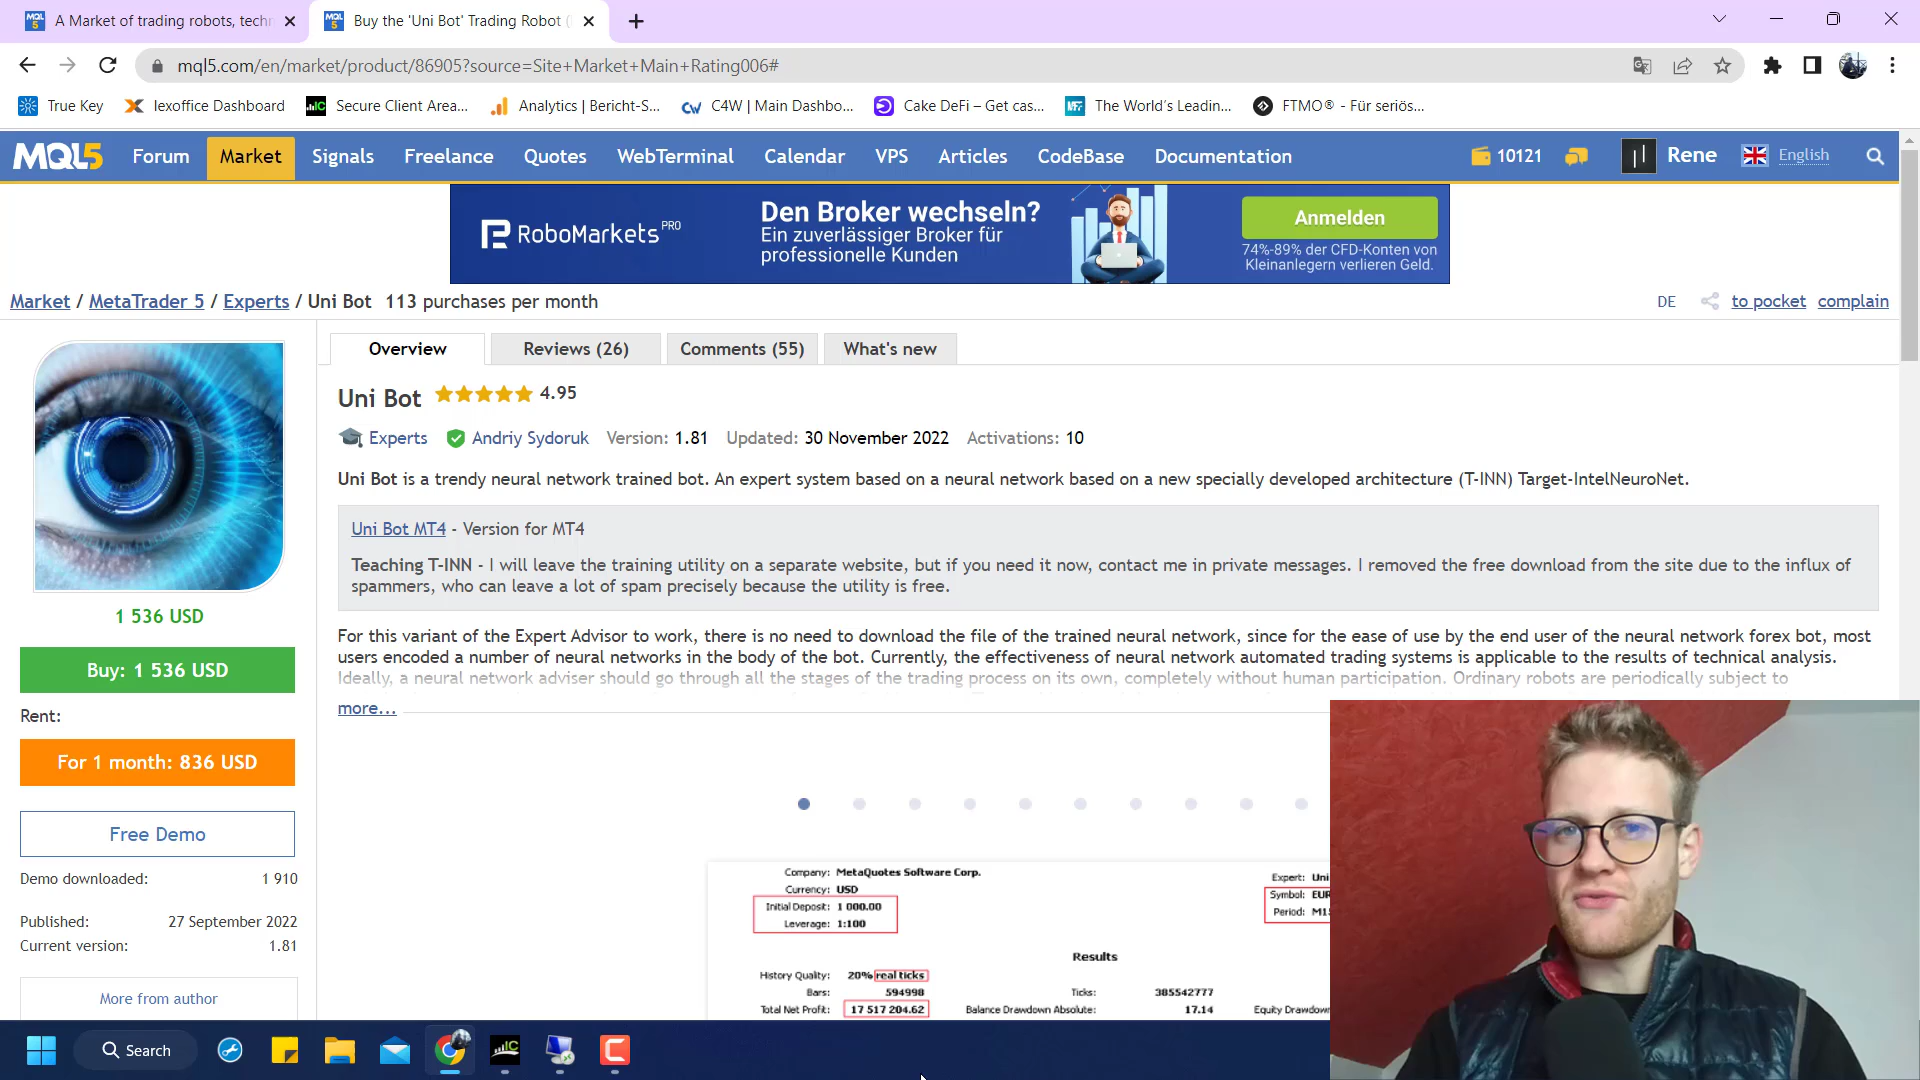 A Market of trading robots, techn
Buy the 'Uni Bot' Trading Robot (
mql5.com/en/market/product/86905?source=Site+Market+Main+Rating006#
True Key
lexoffice Dashboard
Secure Client Area...
Analytics | Bericht-S...
C4W | Main Dashbo...
Cake DeFi – Get cas...
The World's Leadin...
FTMO® - Für seriös...
MQL5 Forum Market Signals Freelance Quotes WebTerminal Calendar VPS Articles CodeBase Documentation 10121 Rene English
RoboMarkets PRO
Den Broker wechseln?
Ein zuverlässiger Broker für
professionelle Kunden
Anmelden
74%-89% der CFD-Konten von
Kleinanlegern verlieren Geld.
Market / MetaTrader 5 / Experts / Uni Bot 113 purchases per month
DE to pocket complain
Overview Reviews (26) Comments (55) What's new
Uni Bot 4.95
Experts Andriy Sydoruk Version: 1.81 Updated: 30 November 2022 Activations: 10
Uni Bot is a trendy neural network trained bot. An expert system based on a neural network based on a new specially developed architecture (T-INN) Target-IntelNeuroNet.
Uni Bot MT4 - Version for MT4
Teaching T-INN - I will leave the training utility on a separate website, but if you need it now, contact me in private messages. I removed the free download from the site due to the influx of
spammers, who can leave a lot of spam precisely because the utility is free.
For this variant of the Expert Advisor to work, there is no need to download the file of the trained neural network, since for the ease of use by the end user of the neural network forex bot, most
users encoded a number of neural networks in the body of the bot. Currently, the effectiveness of neural network automated trading systems is applicable to the results of technical analysis.
Ideally, a neural network adviser should go through all the stages of the trading process on its own, completely without human participation. Ordinary robots are periodically subject to
more...
1 536 USD
Buy: 1 536 USD
Rent:
For 1 month: 836 USD
Free Demo
Demo downloaded: 1 910
Published: 27 September 2022
Current version: 1.81
More from author
Company: MetaQuotes Software Corp.
Currency: USD
Initial Deposit: 1 000.00
Leverage: 1:100
Expert: Uni
Symbol: EUR
Period: M1
Results
History Quality: 20% real ticks
Bars: 594998
Ticks: 385542777
Total Net Profit: 17 517 204.62
Balance Drawdown Absolute: 17.14
Equity Drawdown
Search